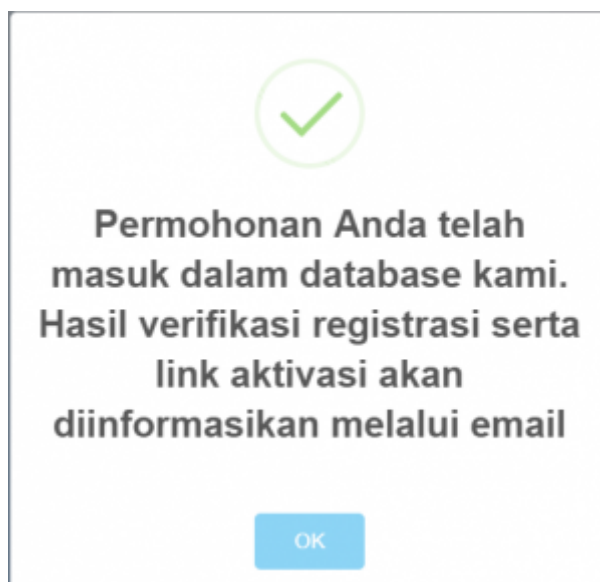 Permohonan Anda telah
masuk dalam database kami.
Hasil verifikasi registrasi serta
link aktivasi akan
diinformasikan melalui email
OK